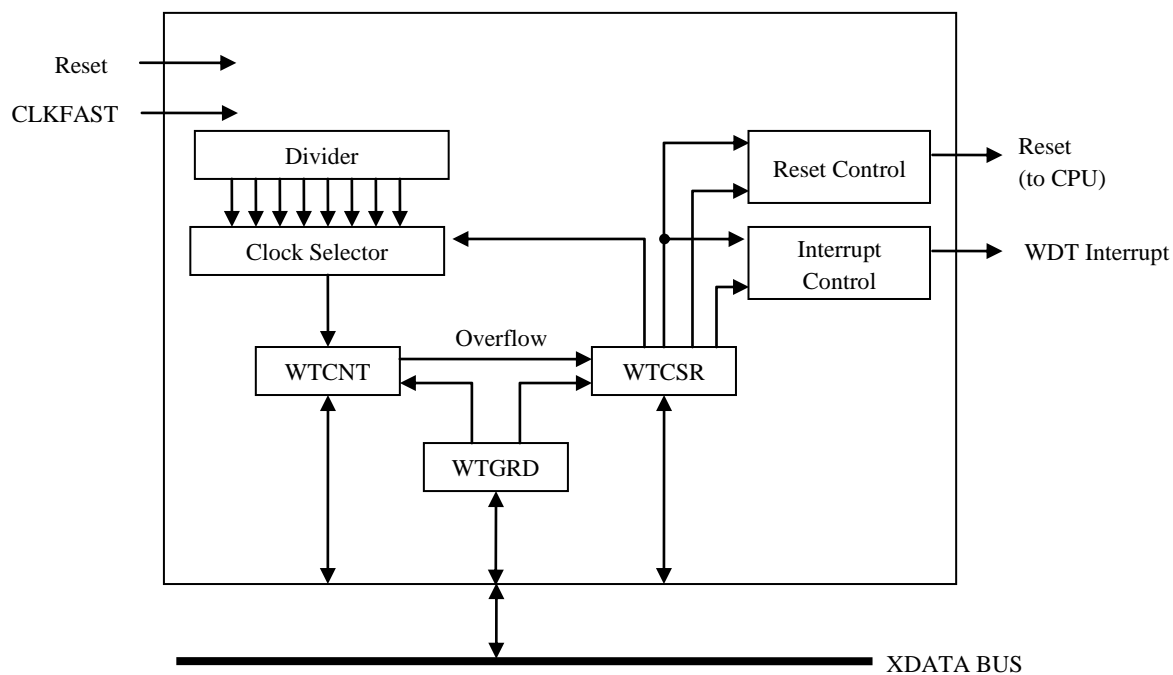 Reset
CLKFAST
Divider
Reset Control
Reset
(to CPU)
Clock Selector
Interrupt
Control
WDT Interrupt
Overflow
WTCNT
WTCSR
WTGRD
XDATA BUS